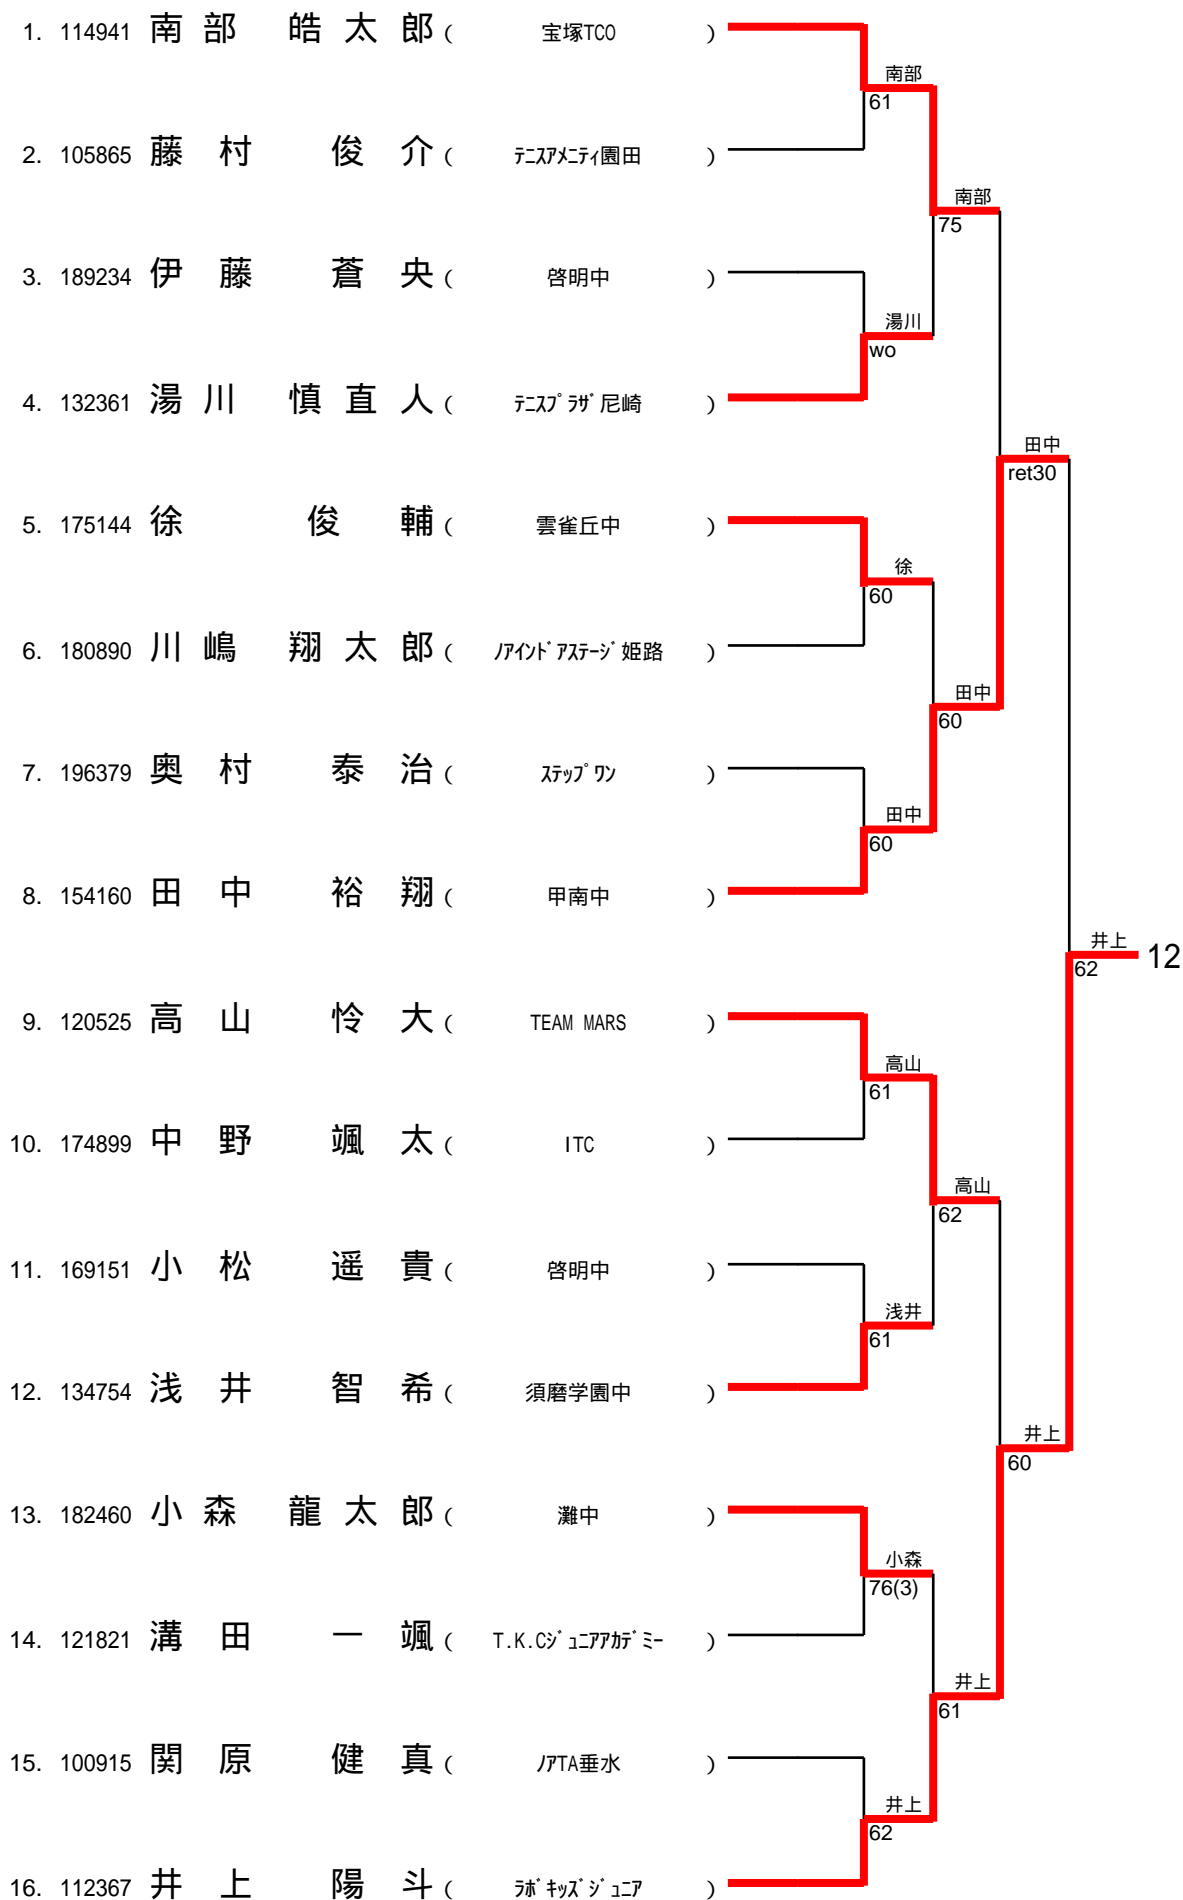 1. 114941 南部 皓太郎 ( 宝塚TCO )
南部
61
2. 105865 藤村 俊介 ( ﾃﾆｽｱﾒﾆﾃｨ園田 )
南部
75
3. 189234 伊藤 蒼央 ( 啓明中 )
湯川
wo
4. 132361 湯川 慎直人 ( ﾃﾆｽﾌﾟﾗｻﾞ尼崎 )
田中
ret30
5. 175144 徐 俊輔 ( 雲雀丘中 )
徐
60
6. 180890 川嶋 翔太郎 ( ﾉｱｲﾝﾄﾞｱｽﾃｰｼﾞ姫路 )
田中
60
7. 196379 奥村 泰治 ( ｽﾃｯﾌﾟﾜﾝ )
田中
60
8. 154160 田中 裕翔 ( 甲南中 )
井上
62
12
9. 120525 高山 怜大 ( TEAM MARS )
高山
61
10. 174899 中野 颯太 ( ITC )
高山
62
11. 169151 小松 遥貴 ( 啓明中 )
浅井
61
12. 134754 浅井 智希 ( 須磨学園中 )
井上
60
13. 182460 小森 龍太郎 ( 灘中 )
小森
76(3)
14. 121821 溝田 一颯 ( T.K.Cｼﾞｭﾆｱｱｶﾃﾞﾐｰ )
井上
61
15. 100915 関原 健真 ( ﾉｱTA垂水 )
井上
62
16. 112367 井上 陽斗 ( ﾗﾎﾞｷｯｽﾞｼﾞｭﾆｱ )